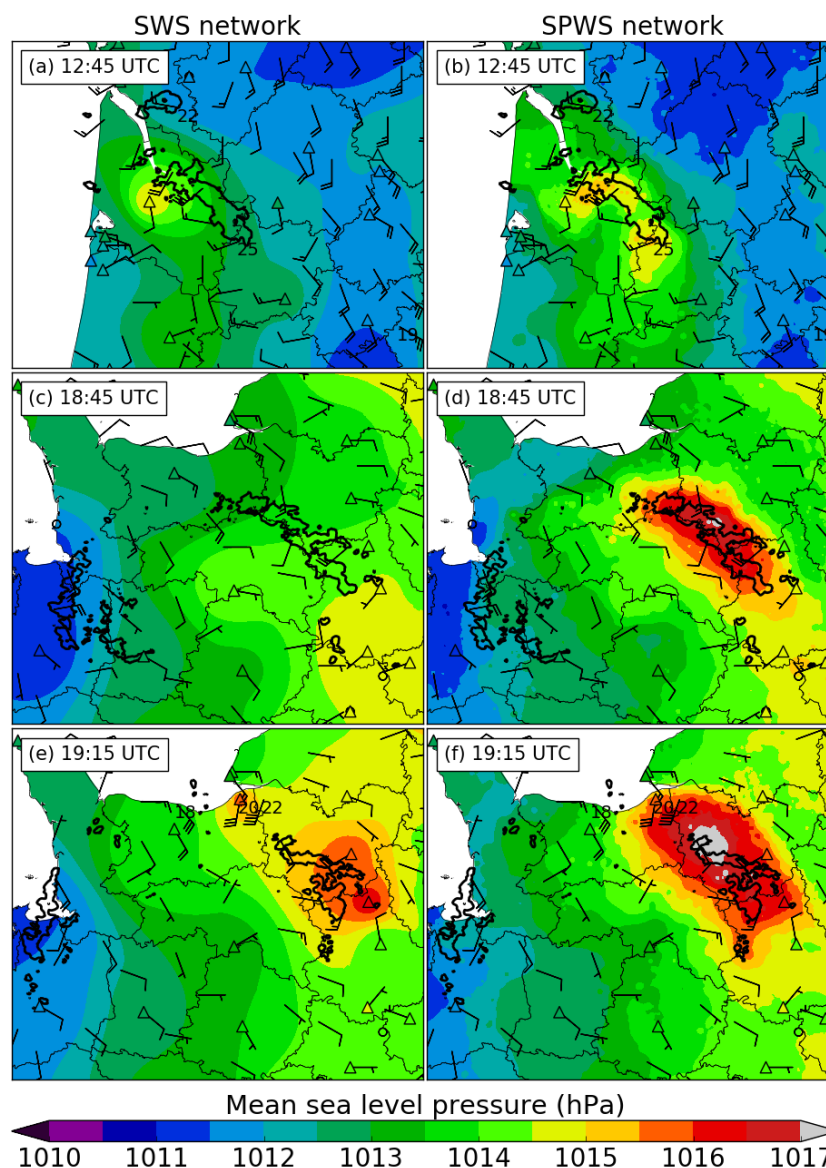 SWS network
SPWS network
(a) 12:45 UTC
(b) 12:45 UTC
22
22
25
25
19
19
(c) 18:45 UTC
(d) 18:45 UTC
(e) 19:15 UTC
(f) 19:15 UTC
18
20/22
18
20/22
Mean sea level pressure (hPa)
1010 1011 1012 1013 1014 1015 1016 1017